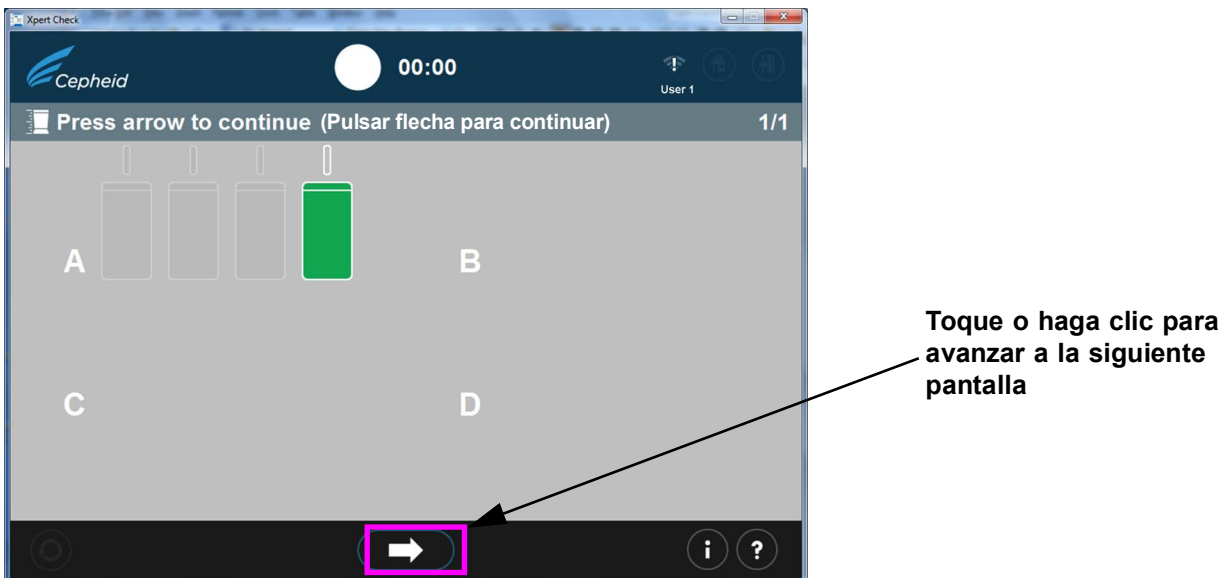 Xpert Check
Cepheid
00:00
User 1
Press arrow to continue (Pulsar flecha para continuar)
1/1
A
B
C
D
i
?
Toque o haga clic para
avanzar a la siguiente
pantalla